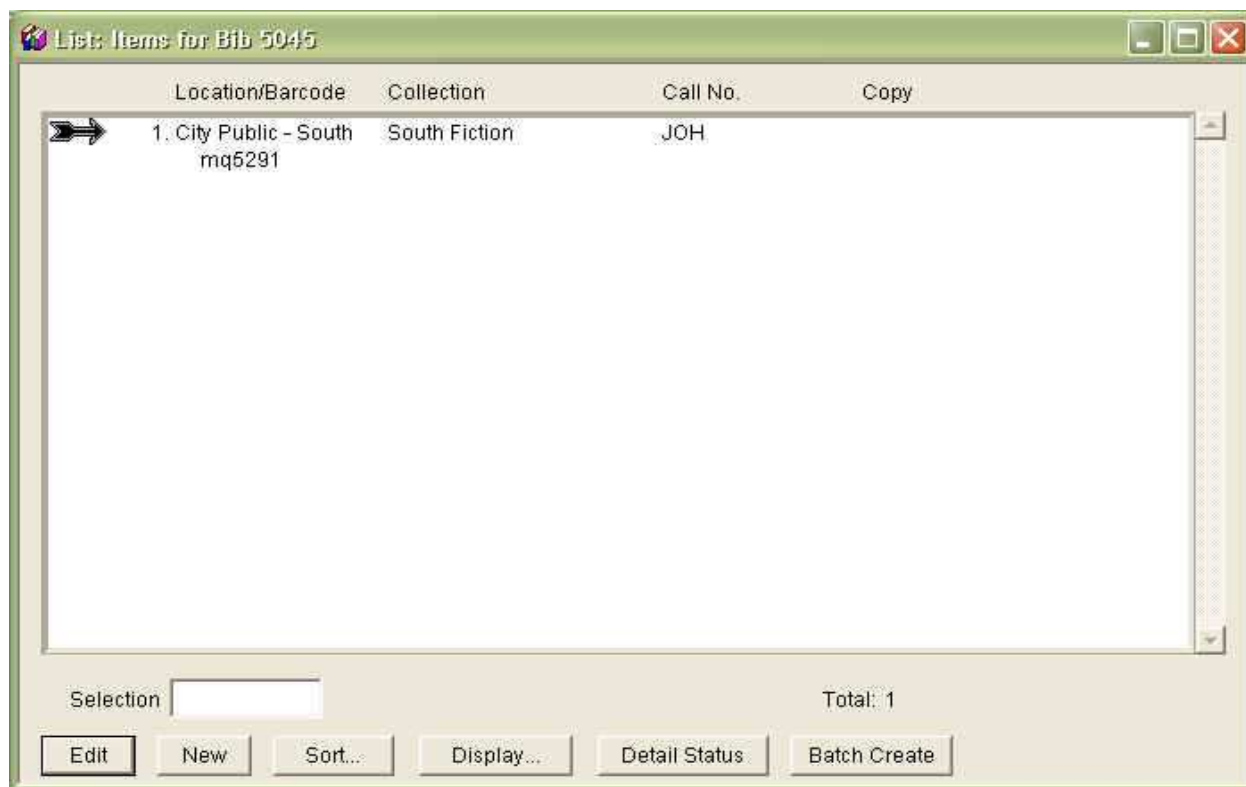 List: Items for Bib 5045
Location/Barcode Collection Call No. Copy
1. City Public - South South Fiction JOH
mq5291
Selection Total: 1
Edit New Sort... Display... Detail Status Batch Create